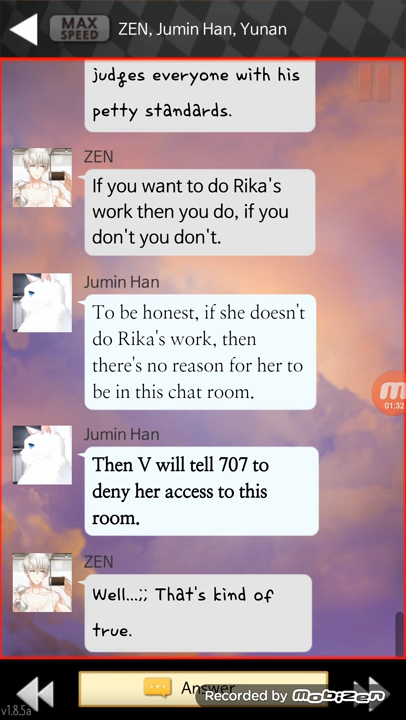 MAX
SPEED
ZEN, Jumin Han, Yunan
judges everyone with his
petty standards.
ZEN
If you want to do Rika's
work then you do, if you
don't you don't.
Jumin Han
To be honest, if she doesn't
do Rika's work, then
there's no reason for her to
be in this chat room.
M
01:32
Jumin Han
Then V will tell 707 to
deny her access to this
room.
ZEN
Well...;; That's kind of
true.
Answer
Recorded by mobizen
v1.8.5a